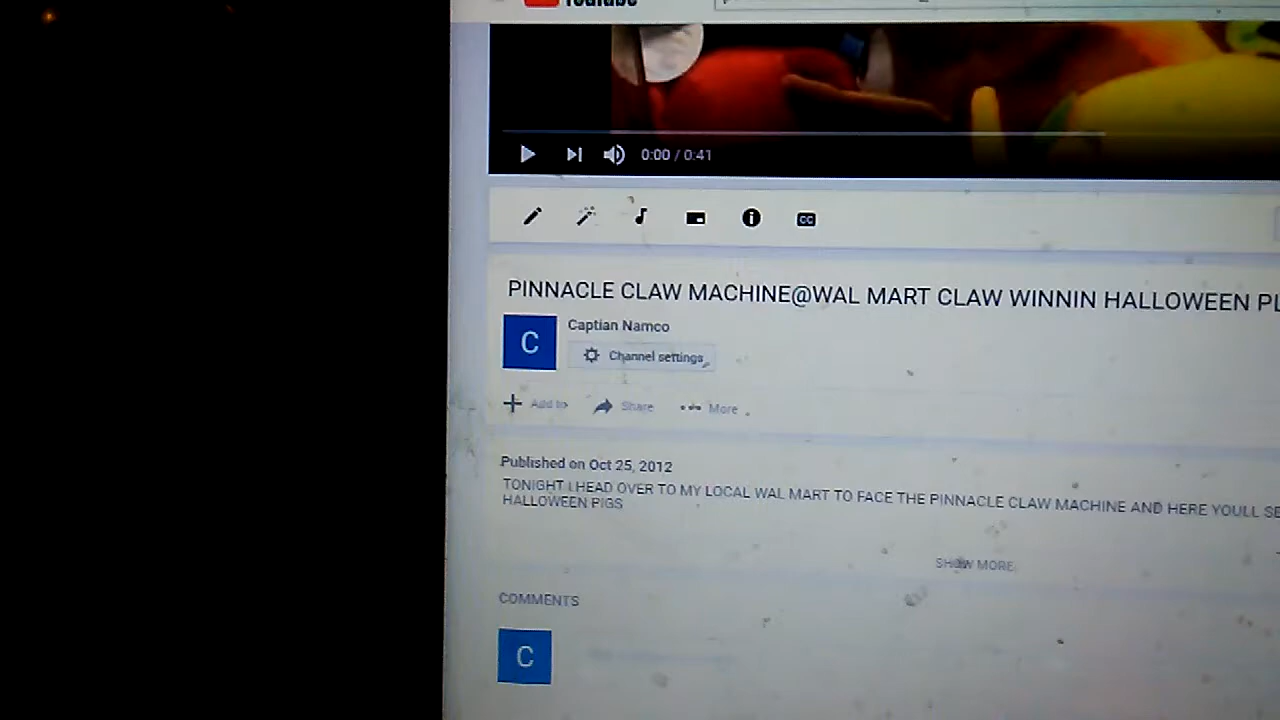 YouTube
0:00 / 0:41
CC
PINNACLE CLAW MACHINE@WAL MART CLAW WINNIN HALLOWEEN PL
C
Captian Namco
Channel settings
Add to
Share
More
Published on Oct 25, 2012
TONIGHT I HEAD OVER TO MY LOCAL WAL MART TO FACE THE PINNACLE CLAW MACHINE AND HERE YOULL SE
HALLOWEEN PIGS
SHOW MORE
COMMENTS
C